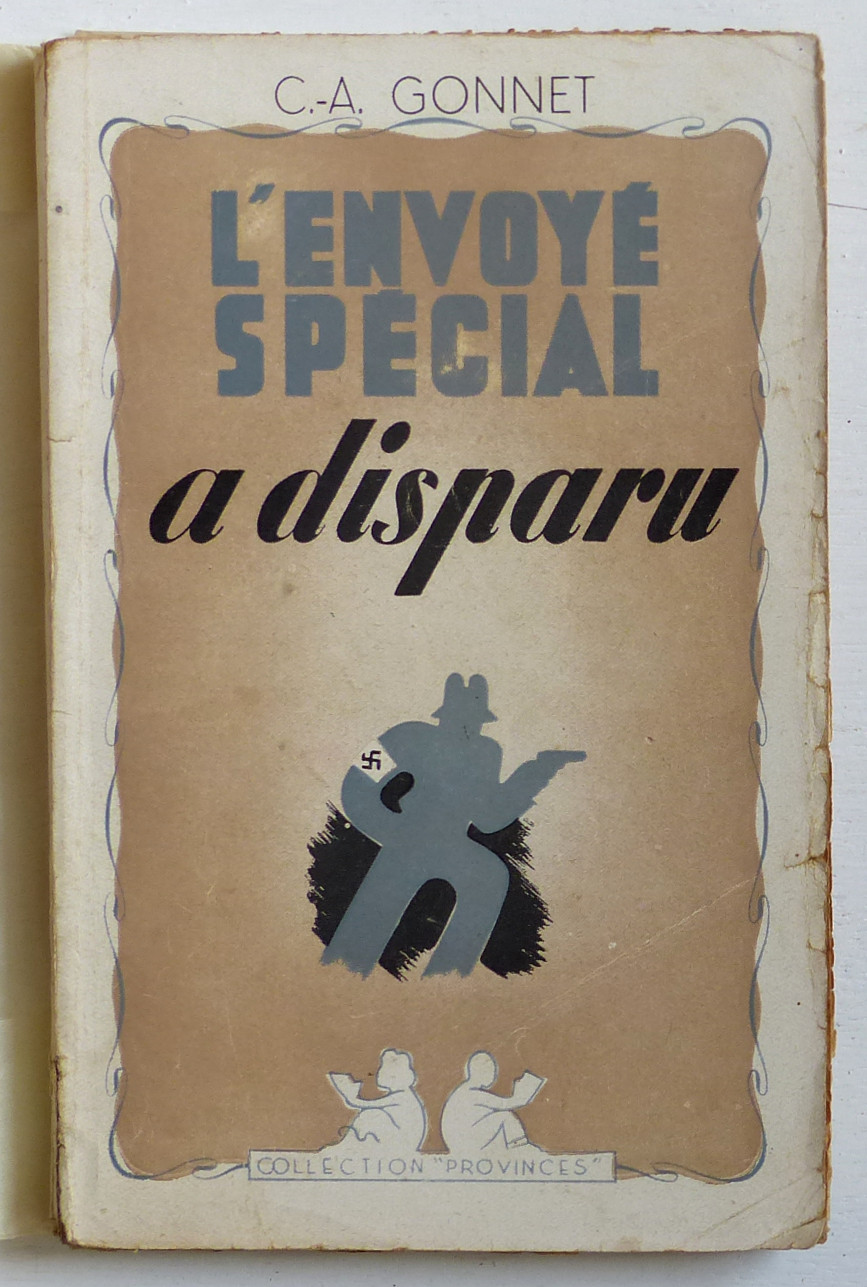 C.-A. GONNET
L'ENVOYÉ
SPÉCIAL
a disparu
COLLECTION "PROVINCES"